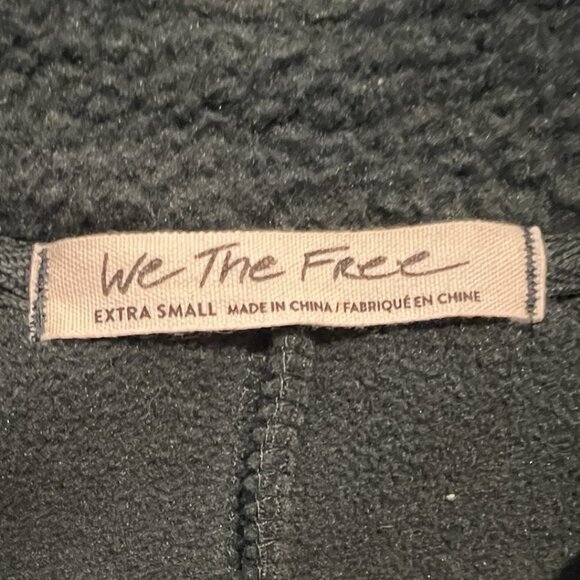 We The Free
EXTRA SMALL MADE IN CHINA / FABRIQUÉ EN CHINE